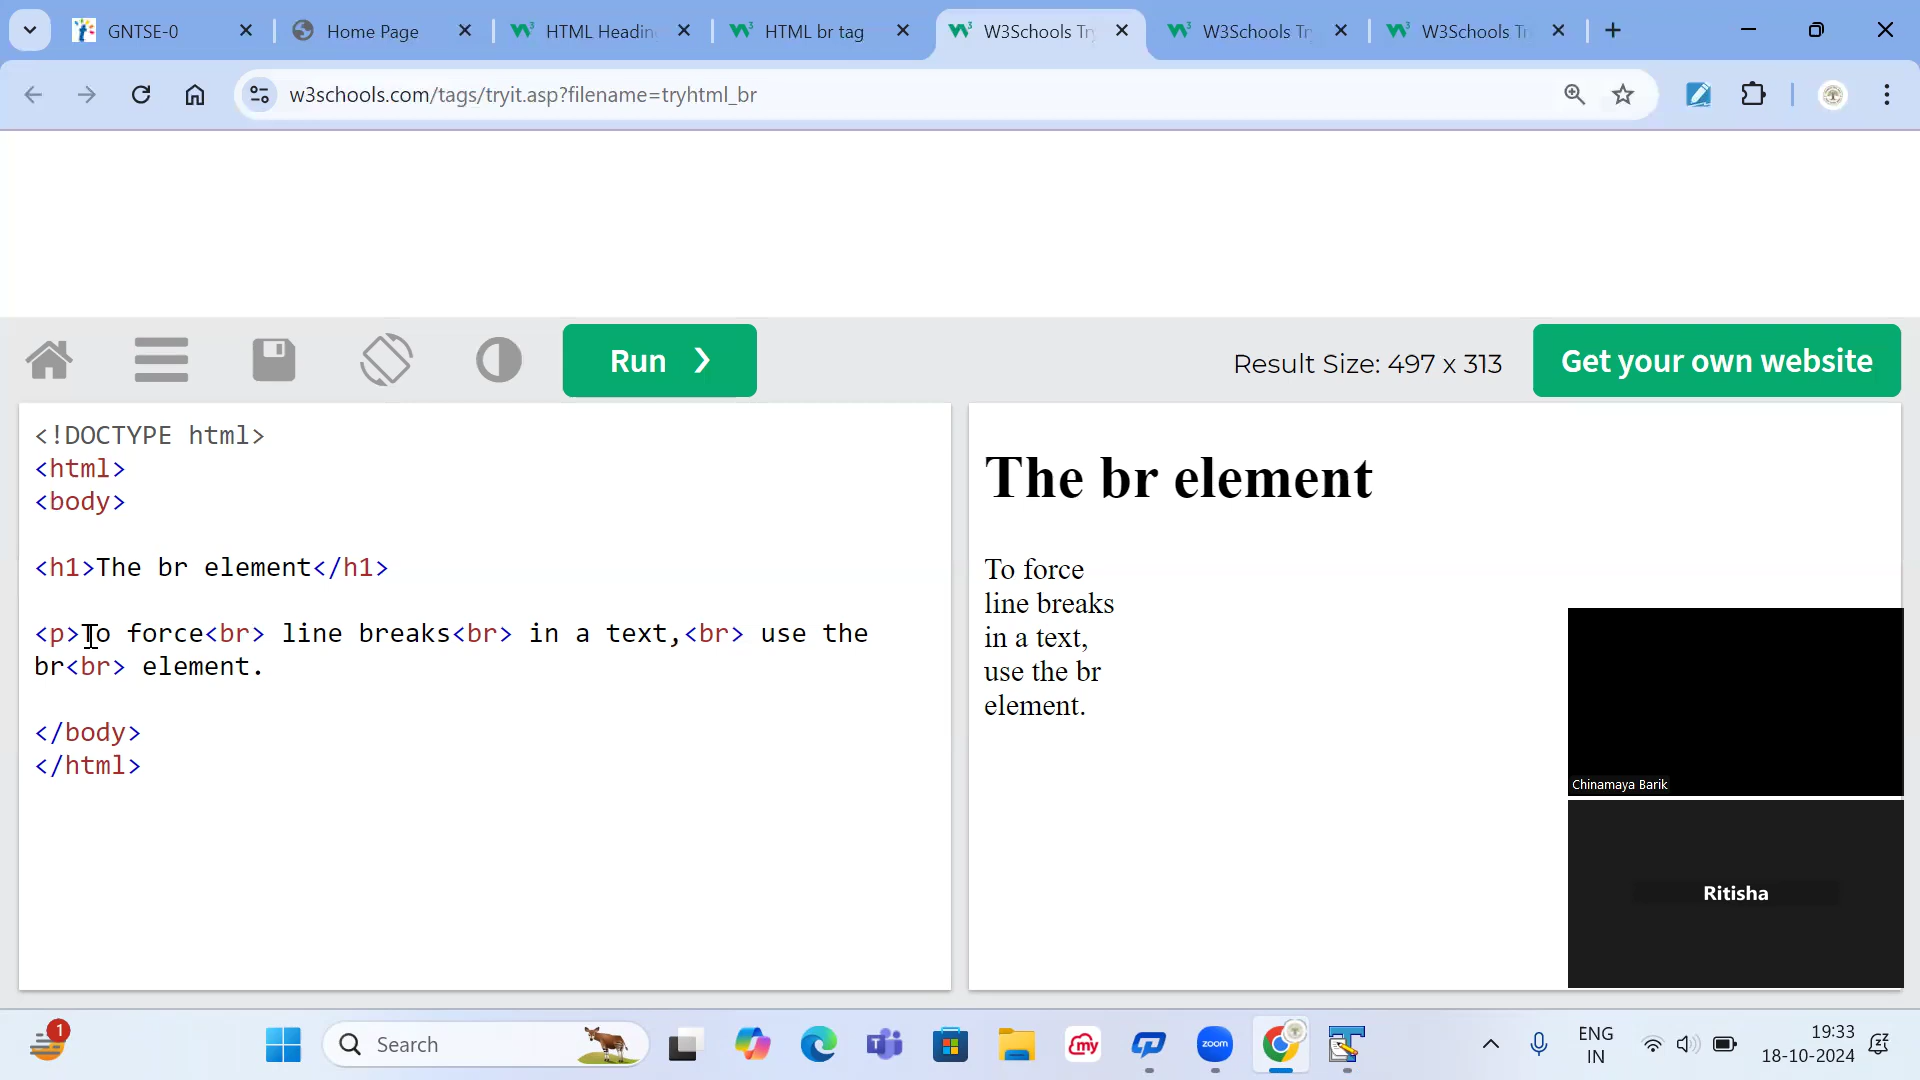 GNTSE-0
Home Page
HTML Headin
HTML br tag
W3Schools Tr
W3Schools Tr
W3Schools Tr
w3schools.com/tags/tryit.asp?filename=tryhtml_br
Run ❯
Result Size: 497 x 313
Get your own website
<!DOCTYPE html>
<html>
<body>
<h1>The br element</h1>
<p>To force<br> line breaks<br> in a text,<br> use the
br<br> element.
</body>
</html>
The br element
To force
line breaks
in a text,
use the br
element.
Chinamaya Barik
Ritisha
1
Search
my
zoom
ENG
IN
19:33
18-10-2024